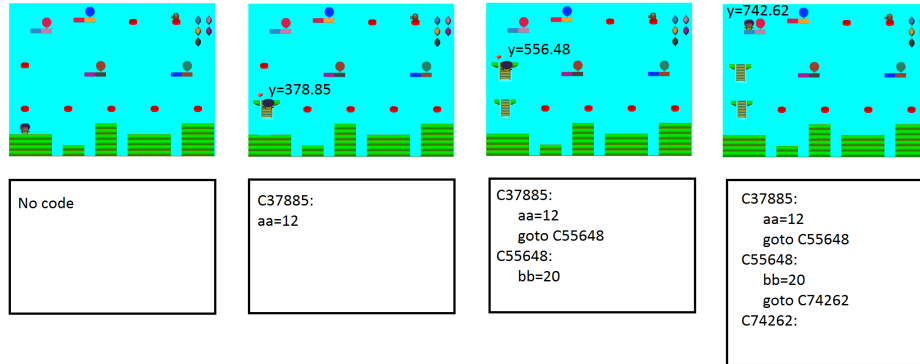 y=378.85
y=556.48
y=742.62
No code
C37885:
aa=12
C37885:
aa=12
goto C55648
C55648:
bb=20
C37885:
aa=12
goto C55648
C55648:
bb=20
goto C74262
C74262: